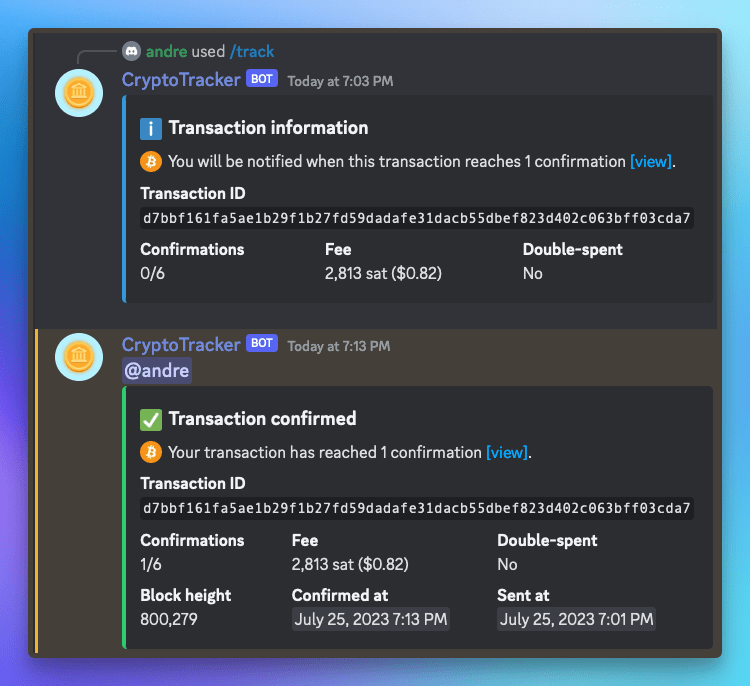 andre used /track
CryptoTracker BOT Today at 7:03 PM
Transaction information
You will be notified when this transaction reaches 1 confirmation [view].
Transaction ID
d7bbf161fa5ae1b29f1b27fd59dadafe31dacb55dbef823d402c063bff03cda7
Confirmations Fee Double-spent
0/6 2,813 sat ($0.82) No
CryptoTracker BOT Today at 7:13 PM
@andre
Transaction confirmed
Your transaction has reached 1 confirmation [view].
Transaction ID
d7bbf161fa5ae1b29f1b27fd59dadafe31dacb55dbef823d402c063bff03cda7
Confirmations Fee Double-spent
1/6 2,813 sat ($0.82) No
Block height Confirmed at Sent at
800,279 July 25, 2023 7:13 PM July 25, 2023 7:01 PM